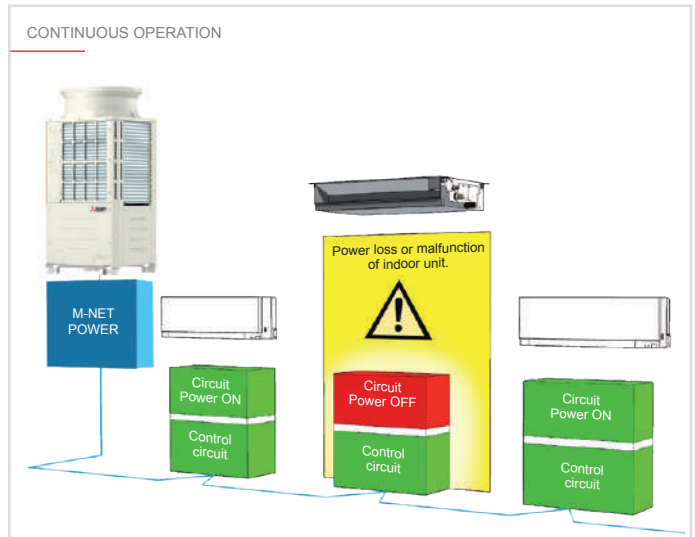 CONTINUOUS OPERATION
Power loss or malfunction
of indoor unit.
M-NET
POWER
Circuit
Power ON
Control
circuit
Circuit
Power OFF
Control
circuit
Circuit
Power ON
Control
circuit